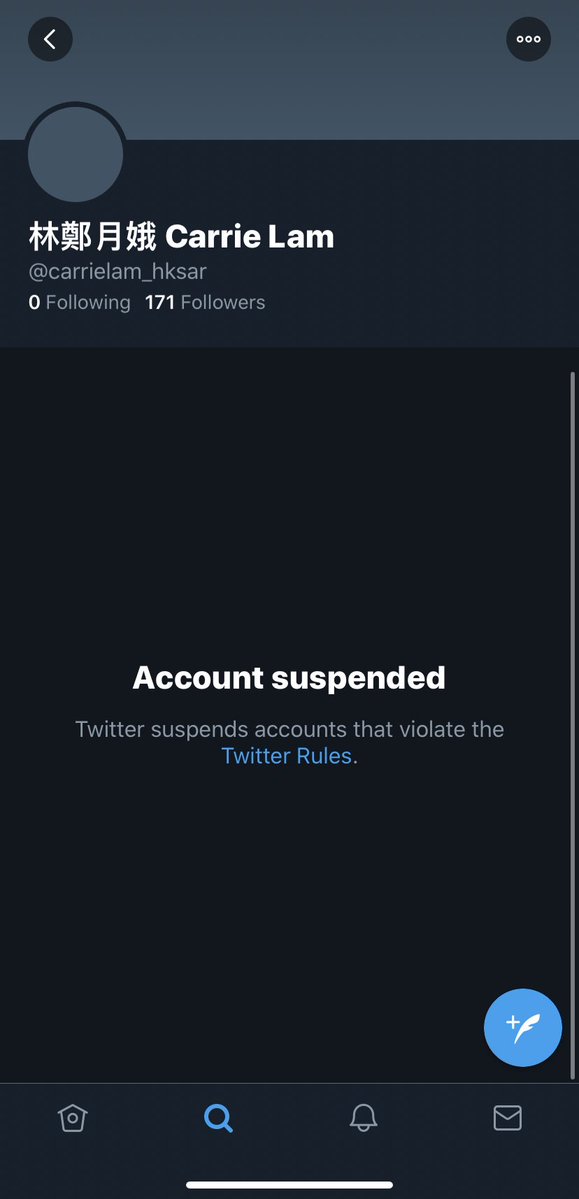 林鄭月娥 Carrie Lam
@carrielam_hksar
0 Following 171 Followers
Account suspended
Twitter suspends accounts that violate the
Twitter Rules.